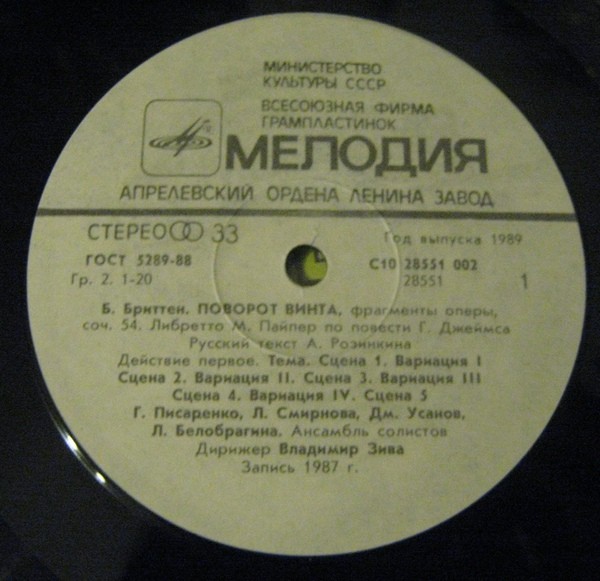 МИНИСТЕРСТВО
КУЛЬТУРЫ СССР
ВСЕСОЮЗНАЯ ФИРМА
ГРАМПЛАСТИНОК
МЕЛОДИЯ
АПРЕЛЕВСКИЙ ОРДЕНА ЛЕНИНА ЗАВОД
СТЕРЕО 33
Год выпуска 1989
ГОСТ 5289-88
С10 28551 002
Гр. 2. 1-20
28551
1
Б. Бриттен. ПОВОРОТ ВИНТА, фрагменты оперы,
соч. 54. Либретто М. Пайпер по повести Г. Джеймса
Русский текст А. Розинкина
Действие первое. Тема. Сцена 1. Вариация I
Сцена 2. Вариация II. Сцена 3. Вариация III
Сцена 4. Вариация IV. Сцена 5
Г. Писаренко, Л. Смирнова, Дм. Усанов,
Л. Белобрагина. Ансамбль солистов
Дирижер Владимир Зива
Запись 1987 г.